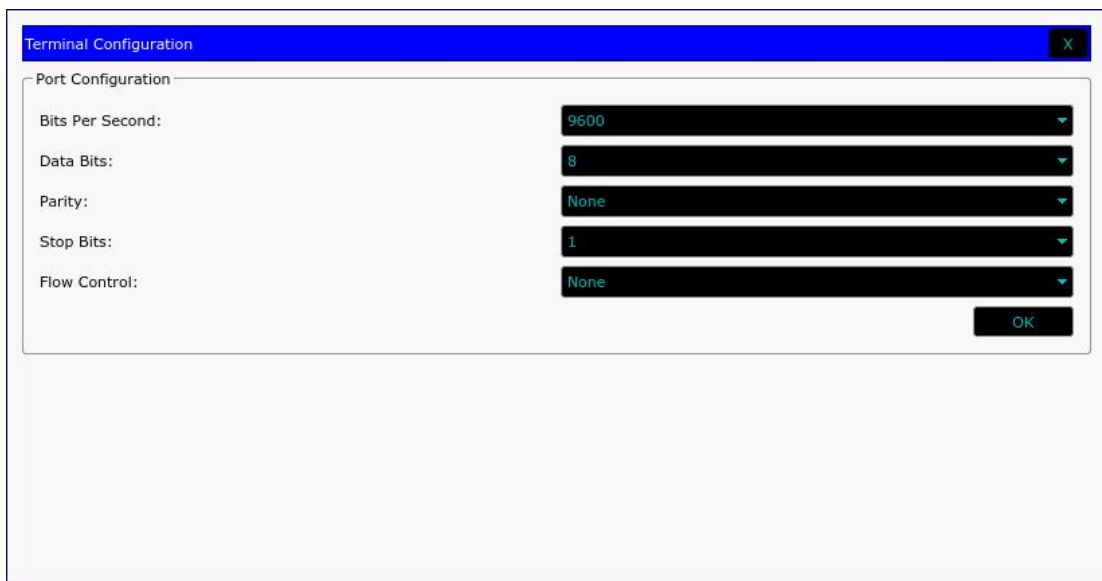 Terminal Configuration X
Port Configuration
Bits Per Second: 9600
Data Bits: 8
Parity: None
Stop Bits: 1
Flow Control: None
OK